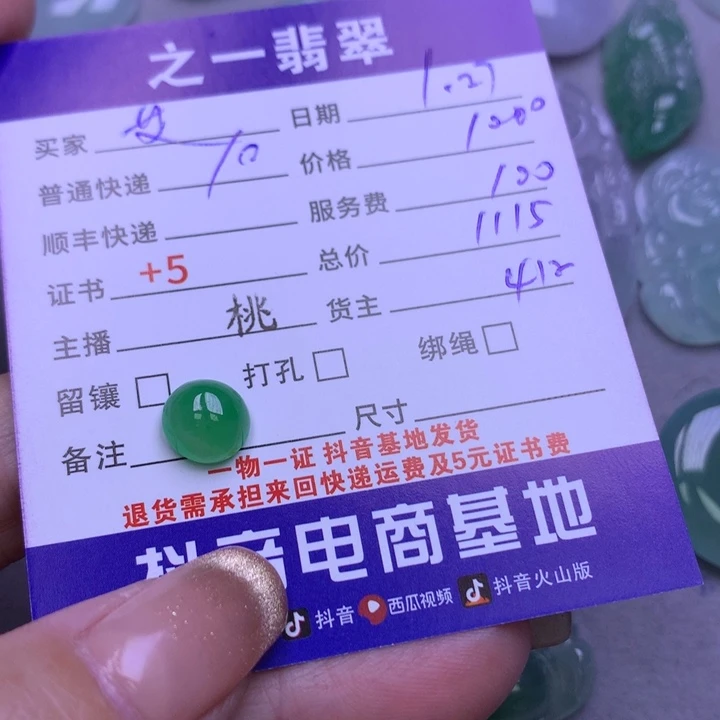 之一翡翠
买家 日期 1.27
普通快递 10 价格 1000
顺丰快递 服务费 100
证书 +5 总价 1115
主播 桃 货主 412
留镶 打孔 绑绳
备注 尺寸
一物一证 抖音基地发货
退货需承担来回快递运费及5元证书费
抖音电商基地
抖音 西瓜视频 抖音火山版